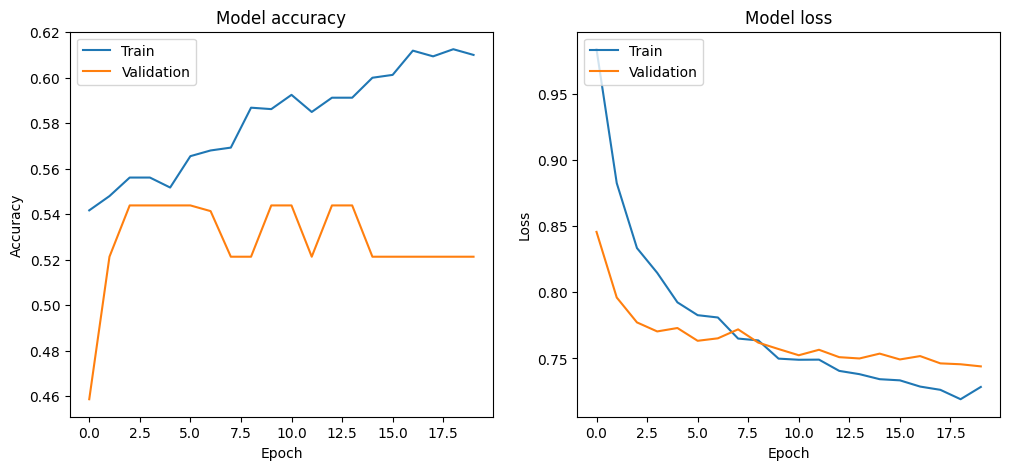 Model accuracy
Train
Validation
0.62
0.60
0.58
0.56
0.54
0.52
0.50
0.48
0.46
Accuracy
0.0 2.5 5.0 7.5 10.0 12.5 15.0 17.5
Epoch
Model loss
Train
Validation
0.95
0.90
0.85
0.80
0.75
Loss
0.0 2.5 5.0 7.5 10.0 12.5 15.0 17.5
Epoch